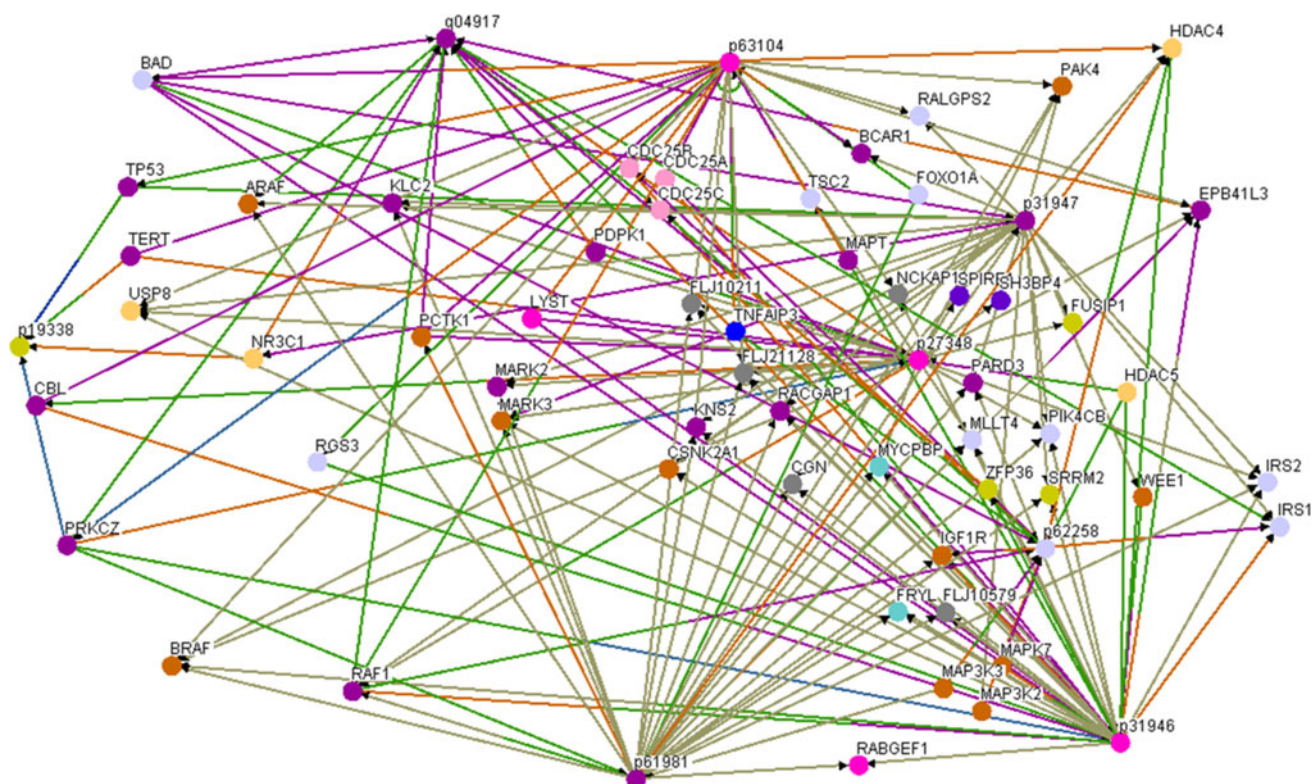 q04917
p63104
HDAC4
BAD
PAK4
RALGPS2
BCAR1
CDC25B
CDC25A
TP53
ARAF
KLC2
CDC25C
TSC2
FOXO1A
p31947
EPB41L3
TERT
PDPK1
MAPT
USP8
FLJ10211
NCKAP1
SPIRE1
SH3BP4
LYST
FUSIP1
p19338
NR3C1
PCTK1
TNFAIP3
p27348
CBL
MARK2
FLJ21128
PARD3
HDAC5
MARK3
KNS2
RACGAP1
MLLT4
PIK4CB
RGS3
CSNK2A1
CGN
MYCPBP
ZFP36
SRRM2
WEE1
IRS2
IRS1
PRKCZ
IGF1R
p62258
FRYL
FLJ10579
BRAF
RAF1
MAPK7
MAP3K3
MAP3K2
p31946
p61981
RABGEF1